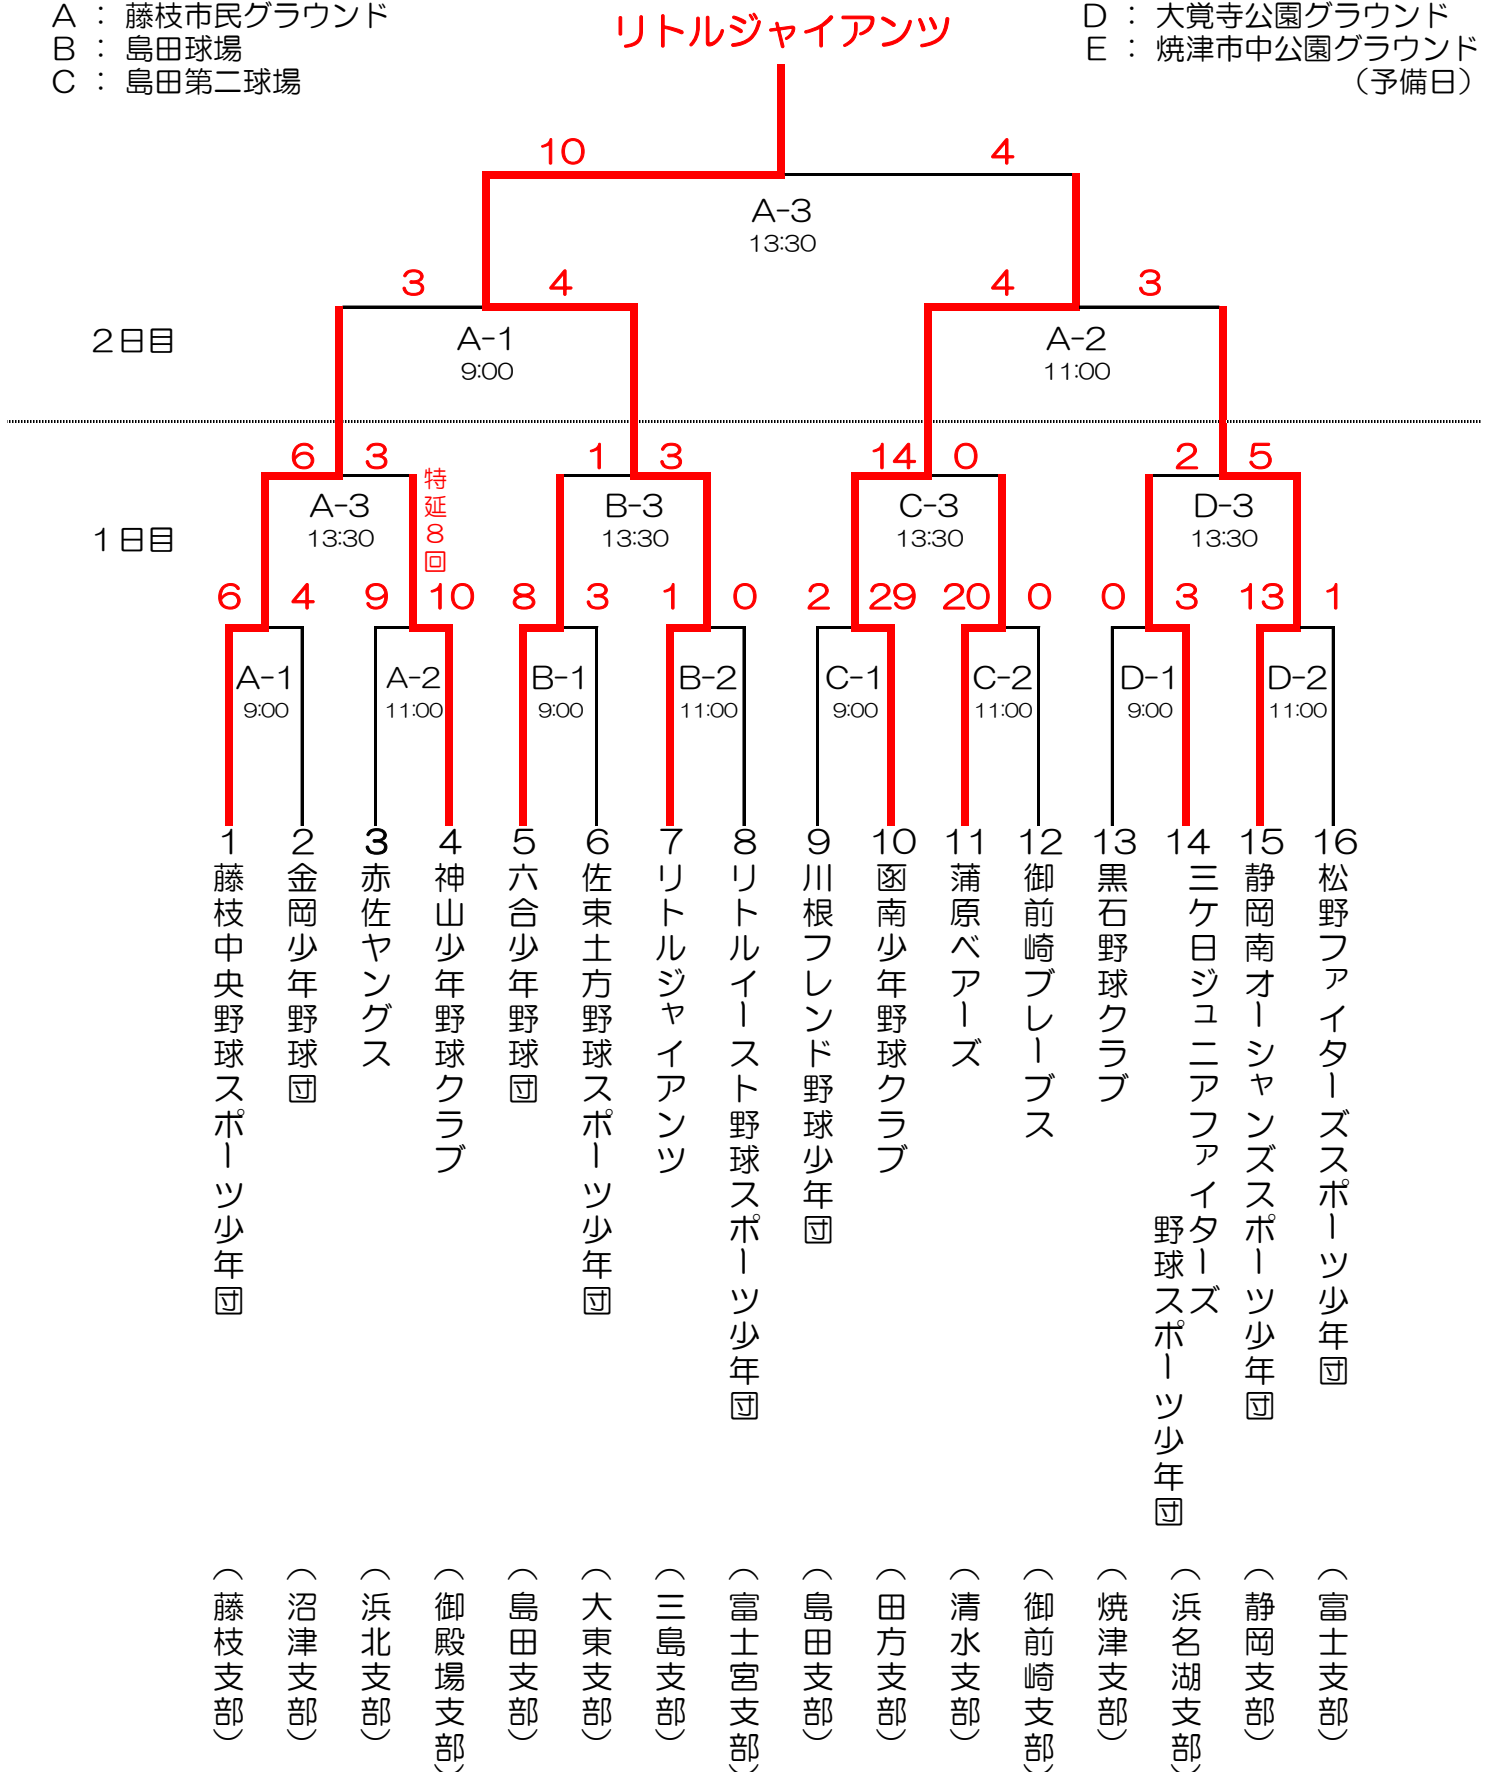 A ： 藤枝市民グラウンド
B ： 島田球場
C ： 島田第二球場
リトルジャイアンツ
D ： 大覚寺公園グラウンド
E ： 焼津市中公園グラウンド
（予備日）
10
4
A-3
13:30
3
4
4
3
2日目
A-1
9:00
A-2
11:00
6
3
1
3
14
0
2
5
特延8回
1日目
A-3
13:30
B-3
13:30
C-3
13:30
D-3
13:30
6
4
9
10
8
3
1
0
2
29
20
0
0
3
13
1
A-1
9:00
A-2
11:00
B-1
9:00
B-2
11:00
C-1
9:00
C-2
11:00
D-1
9:00
D-2
11:00
1
2
3
4
5
6
7
8
9
10
11
12
13
14
15
16
藤枝中央野球スポーツ少年団
金岡少年野球団
赤佐ヤングス
神山少年野球クラブ
六合少年野球団
佐束土方野球スポーツ少年団
リトルジャイアンツ
リトルイースト野球スポーツ少年団
川根フレンド野球少年団
函南少年野球クラブ
蒲原ベアーズ
御前崎ブレーブス
黒石野球クラブ
三ケ日ジュニアファイターズ
野球スポーツ少年団
静岡南オーシャンズスポーツ少年団
松野ファイターズスポーツ少年団
（藤枝支部）
（沼津支部）
（浜北支部）
（御殿場支部）
（島田支部）
（大東支部）
（三島支部）
（富士宮支部）
（島田支部）
（田方支部）
（清水支部）
（御前崎支部）
（焼津支部）
（浜名湖支部）
（静岡支部）
（富士支部）